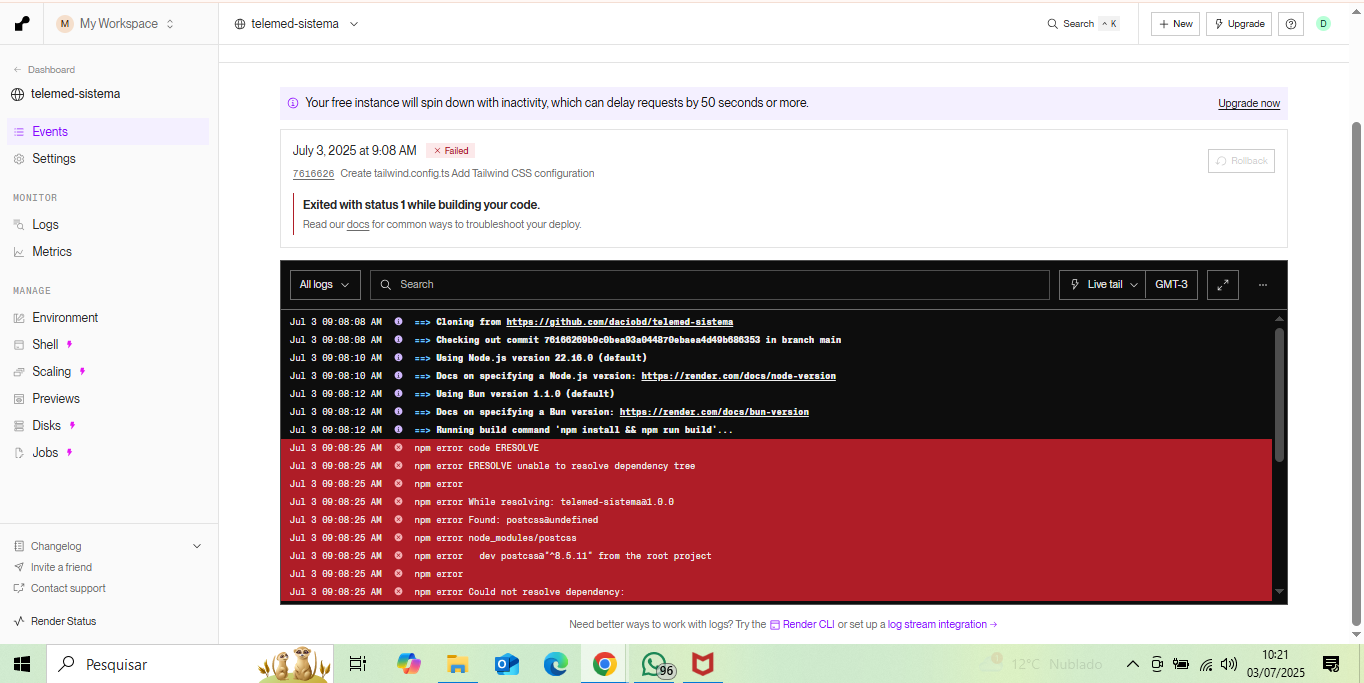 M My Workspace
telemed-sistema
Search ^ K
+ New
Upgrade
D
← Dashboard
telemed-sistema
Events
Settings
MONITOR
Logs
Metrics
MANAGE
Environment
Shell
Scaling
Previews
Disks
Jobs
Changelog
Invite a friend
Contact support
Render Status
Your free instance will spin down with inactivity, which can delay requests by 50 seconds or more.
Upgrade now
July 3, 2025 at 9:08 AM
Failed
Rollback
7616626 Create tailwind.config.ts Add Tailwind CSS configuration
Exited with status 1 while building your code.
Read our docs for common ways to troubleshoot your deploy.
All logs
Search
Live tail
GMT-3
...
Jul 3 09:08:08 AM ==> Cloning from https://github.com/daciobd/telemed-sistema
Jul 3 09:08:08 AM ==> Checking out commit 76166269b9c0bea93a044870ebaea4d49b686353 in branch main
Jul 3 09:08:10 AM ==> Using Node.js version 22.16.0 (default)
Jul 3 09:08:10 AM ==> Docs on specifying a Node.js version: https://render.com/docs/node-version
Jul 3 09:08:12 AM ==> Using Bun version 1.1.0 (default)
Jul 3 09:08:12 AM ==> Docs on specifying a Bun version: https://render.com/docs/bun-version
Jul 3 09:08:12 AM ==> Running build command 'npm install && npm run build'...
Jul 3 09:08:25 AM npm error code ERESOLVE
Jul 3 09:08:25 AM npm error ERESOLVE unable to resolve dependency tree
Jul 3 09:08:25 AM npm error
Jul 3 09:08:25 AM npm error While resolving: telemed-sistema@1.0.0
Jul 3 09:08:25 AM npm error Found: postcss@undefined
Jul 3 09:08:25 AM npm error node_modules/postcss
Jul 3 09:08:25 AM npm error   dev postcss@"^8.5.11" from the root project
Jul 3 09:08:25 AM npm error
Jul 3 09:08:25 AM npm error Could not resolve dependency:
Need better ways to work with logs? Try the Render CLI or set up a log stream integration →
Pesquisar
96
12°C Nublado
10:21
03/07/2025